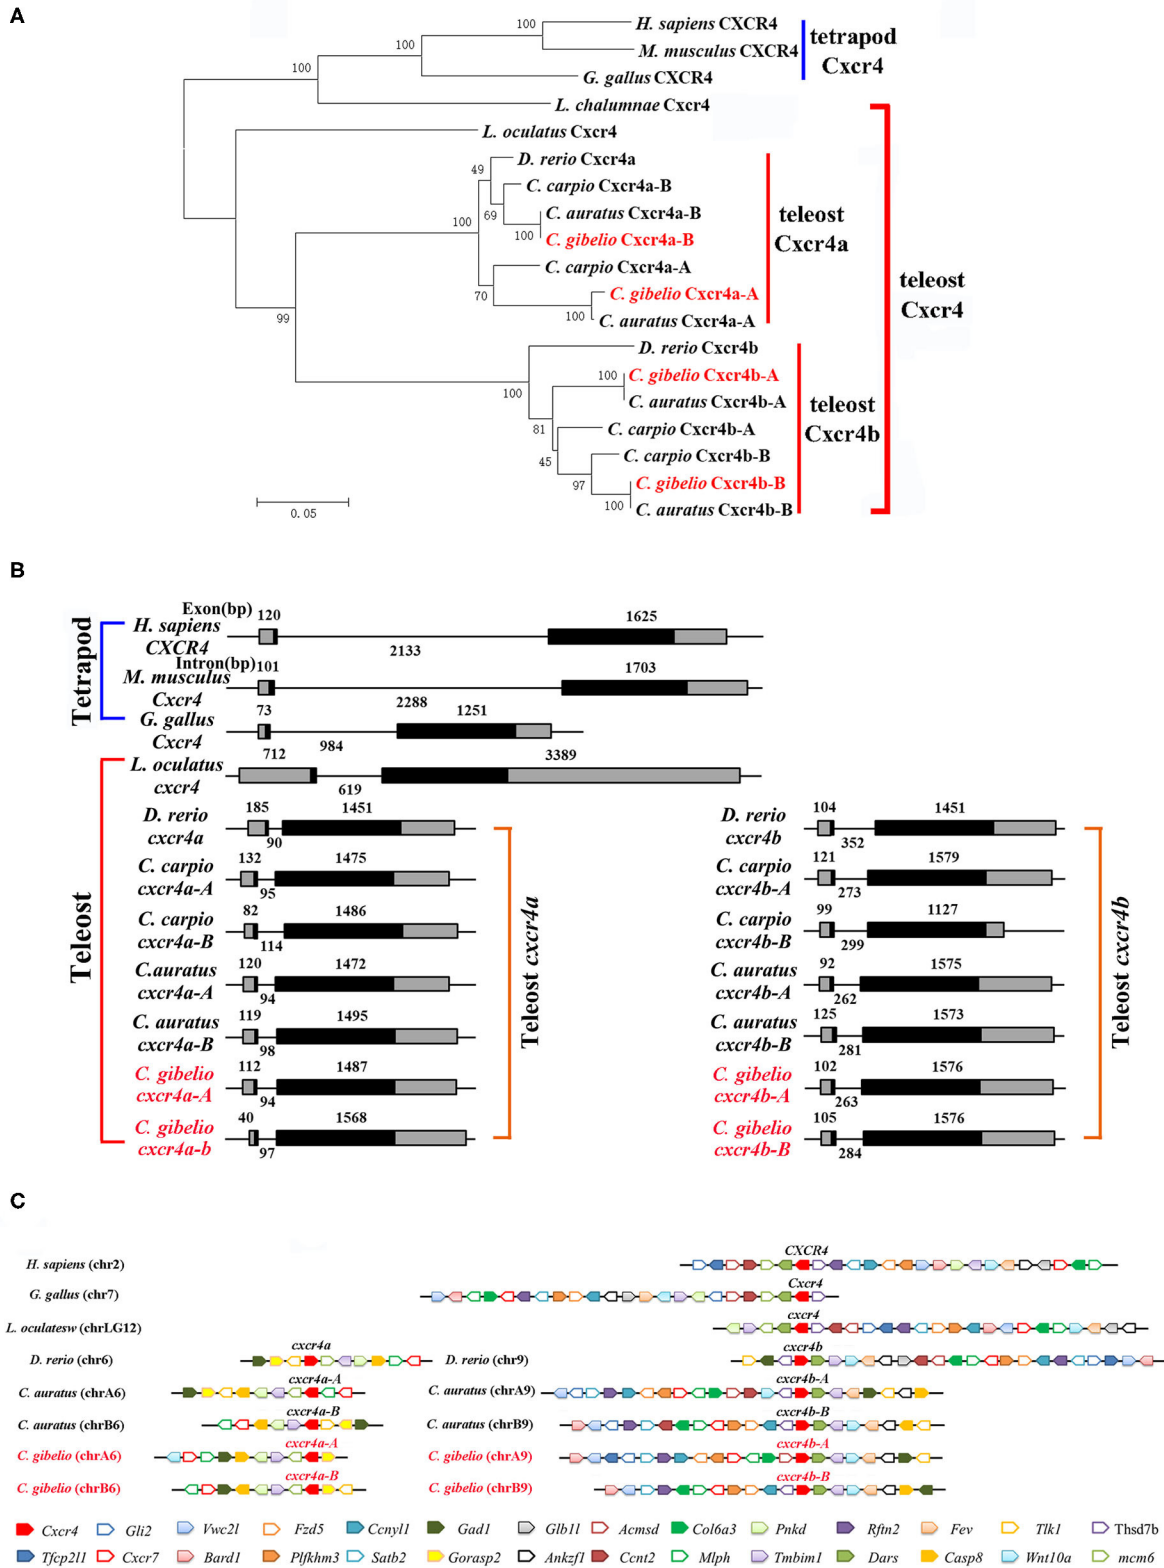 A
100
H. sapiens CXCR4
100
M. musculus CXCR4
tetrapod
Cxcr4
100
G. gallus CXCR4
L. chalumnae Cxcr4
L. oculatus Cxcr4
D. rerio Cxcr4a
49
C. carpio Cxcr4a-B
69
C. auratus Cxcr4a-B
100
100
C. gibelio Cxcr4a-B
teleost
Cxcr4a
C. carpio Cxcr4a-A
70
C. gibelio Cxcr4a-A
100
C. auratus Cxcr4a-A
teleost
Cxcr4
99
D. rerio Cxcr4b
100
C. gibelio Cxcr4b-A
100
C. auratus Cxcr4b-A
teleost
Cxcr4b
81
C. carpio Cxcr4b-A
45
C. carpio Cxcr4b-B
97
C. gibelio Cxcr4b-B
100
C. auratus Cxcr4b-B
0.05
B
Tetrapod
Exon(bp) 120 1625
H. sapiens
CXCR4
2133
Intron(bp) 101 1703
M. musculus
Cxcr4
2288
73 1251
G. gallus
Cxcr4
984
712 3389
L. oculatus
cxcr4
619
Teleost
185 1451
D. rerio
cxcr4a
90
132 1475
C. carpio
cxcr4a-A
95
82 1486
C. carpio
cxcr4a-B
114
120 1472
C.auratus
cxcr4a-A
94
119 1495
C. auratus
cxcr4a-B
98
112 1487
C. gibelio
cxcr4a-A
94
40 1568
C. gibelio
cxcr4a-b
97
Teleost cxcr4a
104 1451
D. rerio
cxcr4b
352
121 1579
C. carpio
cxcr4b-A
273
99 1127
C. carpio
cxcr4b-B
299
92 1575
C. auratus
cxcr4b-A
262
125 1573
C. auratus
cxcr4b-B
281
102 1576
C. gibelio
cxcr4b-A
263
105 1576
C. gibelio
cxcr4b-B
284
Teleost cxcr4b
C
H. sapiens (chr2) CXCR4
G. gallus (chr7) Cxcr4
L. oculatesw (chrLG12) cxcr4
D. rerio (chr6) cxcr4a
D. rerio (chr9) cxcr4b
C. auratus (chrA6) cxcr4a-A
C. auratus (chrA9) cxcr4b-A
C. auratus (chrB6) cxcr4a-B
C. auratus (chrB9) cxcr4b-B
C. gibelio (chrA6) cxcr4a-A
C. gibelio (chrA9) cxcr4b-A
C. gibelio (chrB6) cxcr4a-B
C. gibelio (chrB9) cxcr4b-B
Cxcr4 Gli2 Vwc2l Fzd5 Ccnyl1 Gad1 Glb1l Acmsd Col6a3 Pnkd Rftn2 Fev Tlk1 Thsd7b
Tfcp2l1 Cxcr7 Bard1 Plfkhm3 Satb2 Gorasp2 Ankzf1 Ccnt2 Mlph Tmbim1 Dars Casp8 Wnt10a mcm6